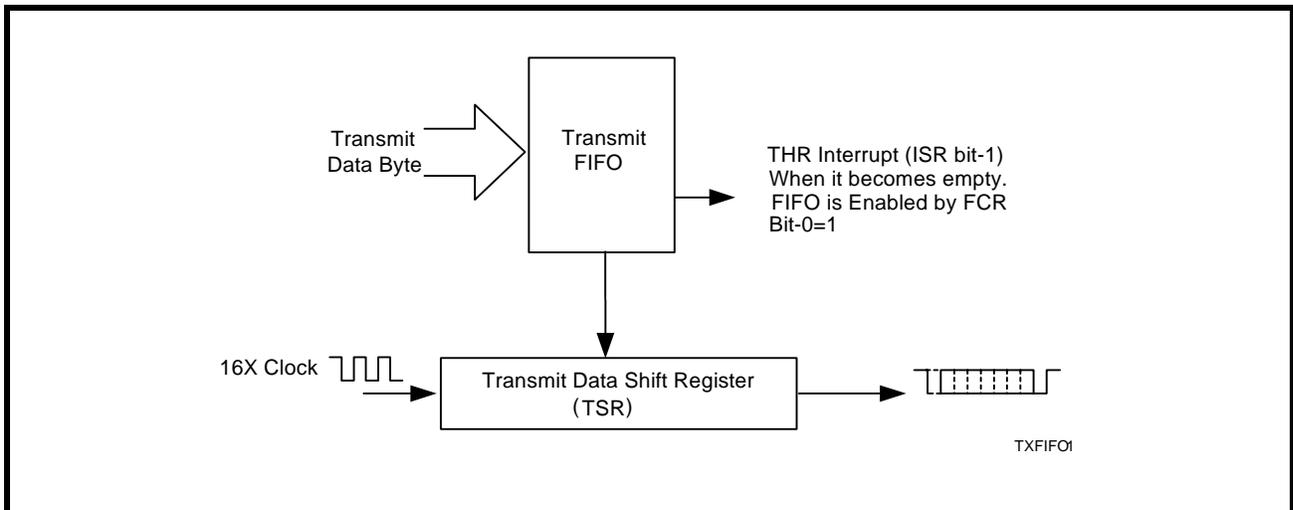 Transmit
Data Byte
Transmit
FIFO
THR Interrupt (ISR bit-1)
When it becomes empty.
FIFO is Enabled by FCR
Bit-0=1
16X Clock
Transmit Data Shift Register
(TSR)
TXFIFO1